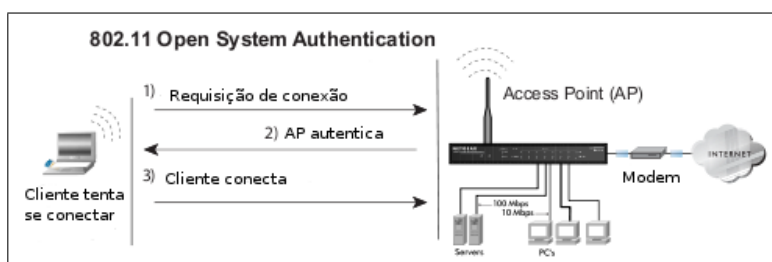 802.11 Open System Authentication
1) Requisição de conexão
Access Point (AP)
2) AP autentica
NETGEAR
INTERNET
3) Cliente conecta
Modem
Cliente tenta
se conectar
100 Mbps
10 Mbps
Servers
PC's